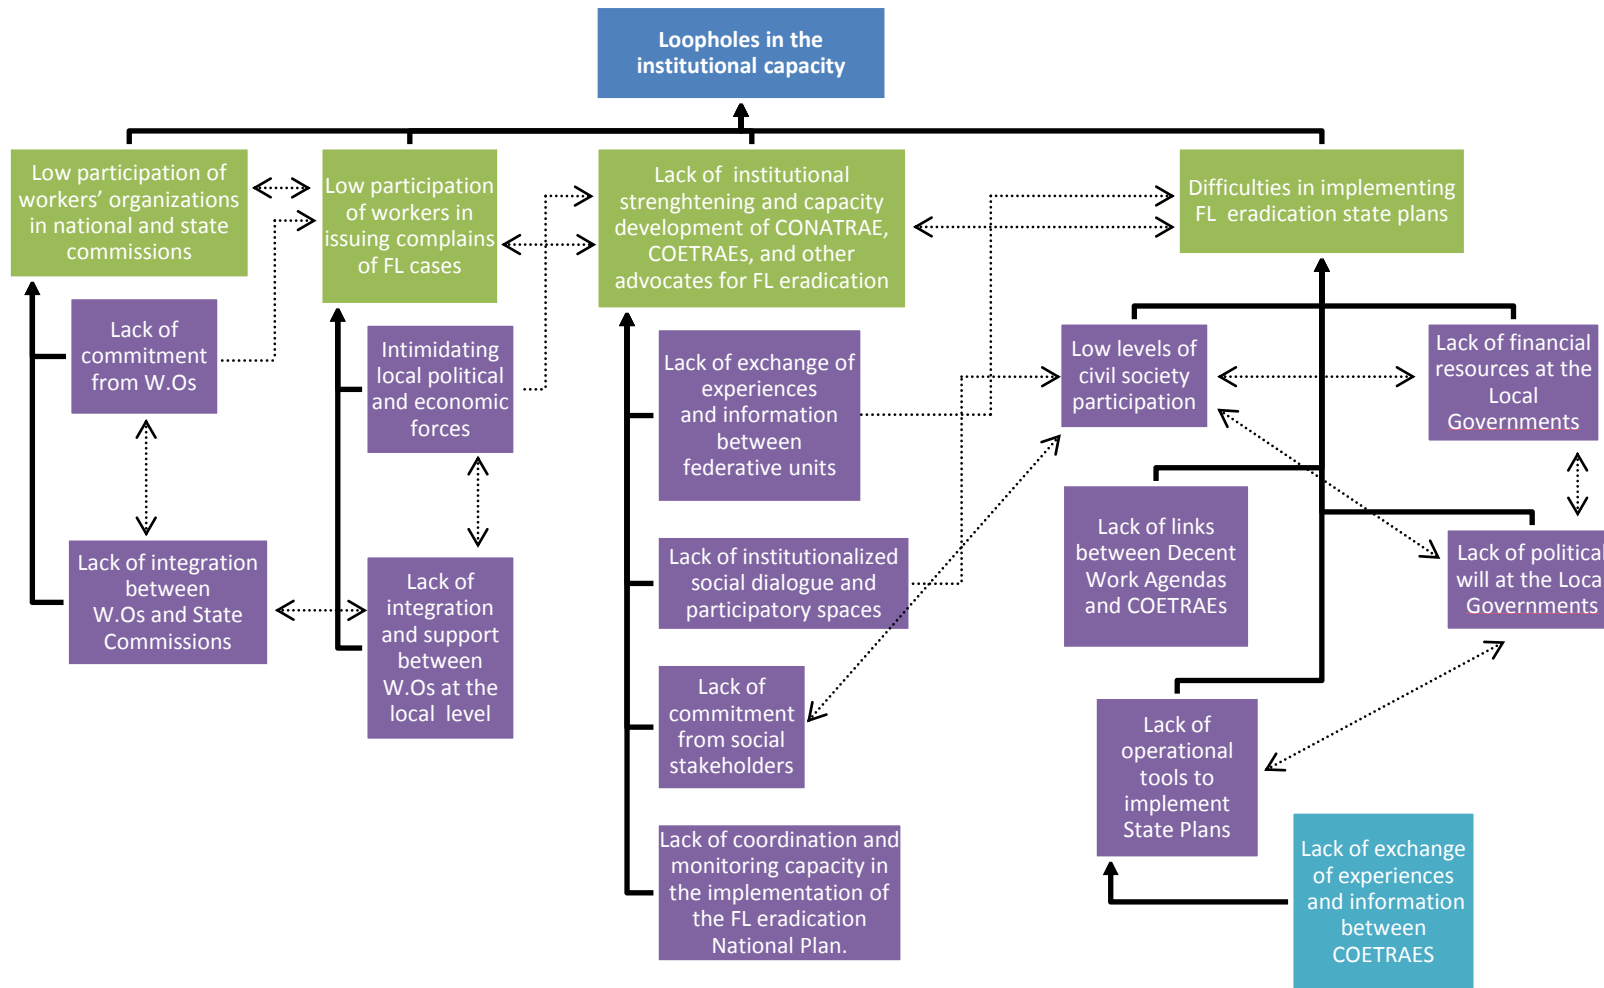 Loopholes in the
institutional capacity
Low participation of
workers’ organizations
in national and state
commissions
Low participation
of workers in
issuing complains
of FL cases
Lack of institutional
strenghtening and capacity
development of CONATRAE,
COETRAEs, and other
advocates for FL eradication
Difficulties in implementing
FL eradication state plans
Lack of
commitment
from W.Os
Intimidating
local political
and economic
forces
Lack of exchange of
experiences
and information
between
federative units
Low levels of
civil society
participation
Lack of financial
resources at the
Local
Governments
Lack of integration
between
W.Os and State
Commissions
Lack of
integration
and support
between
W.Os at the
local level
Lack of institutionalized
social dialogue and
participatory spaces
Lack of links
between Decent
Work Agendas
and COETRAEs
Lack of political
will at the Local
Governments
Lack of
commitment
from social
stakeholders
Lack of
operational
tools to
implement
State Plans
Lack of coordination and
monitoring capacity in
the implementation of
the FL eradication
National Plan.
Lack of exchange
of experiences
and information
between
COETRAES